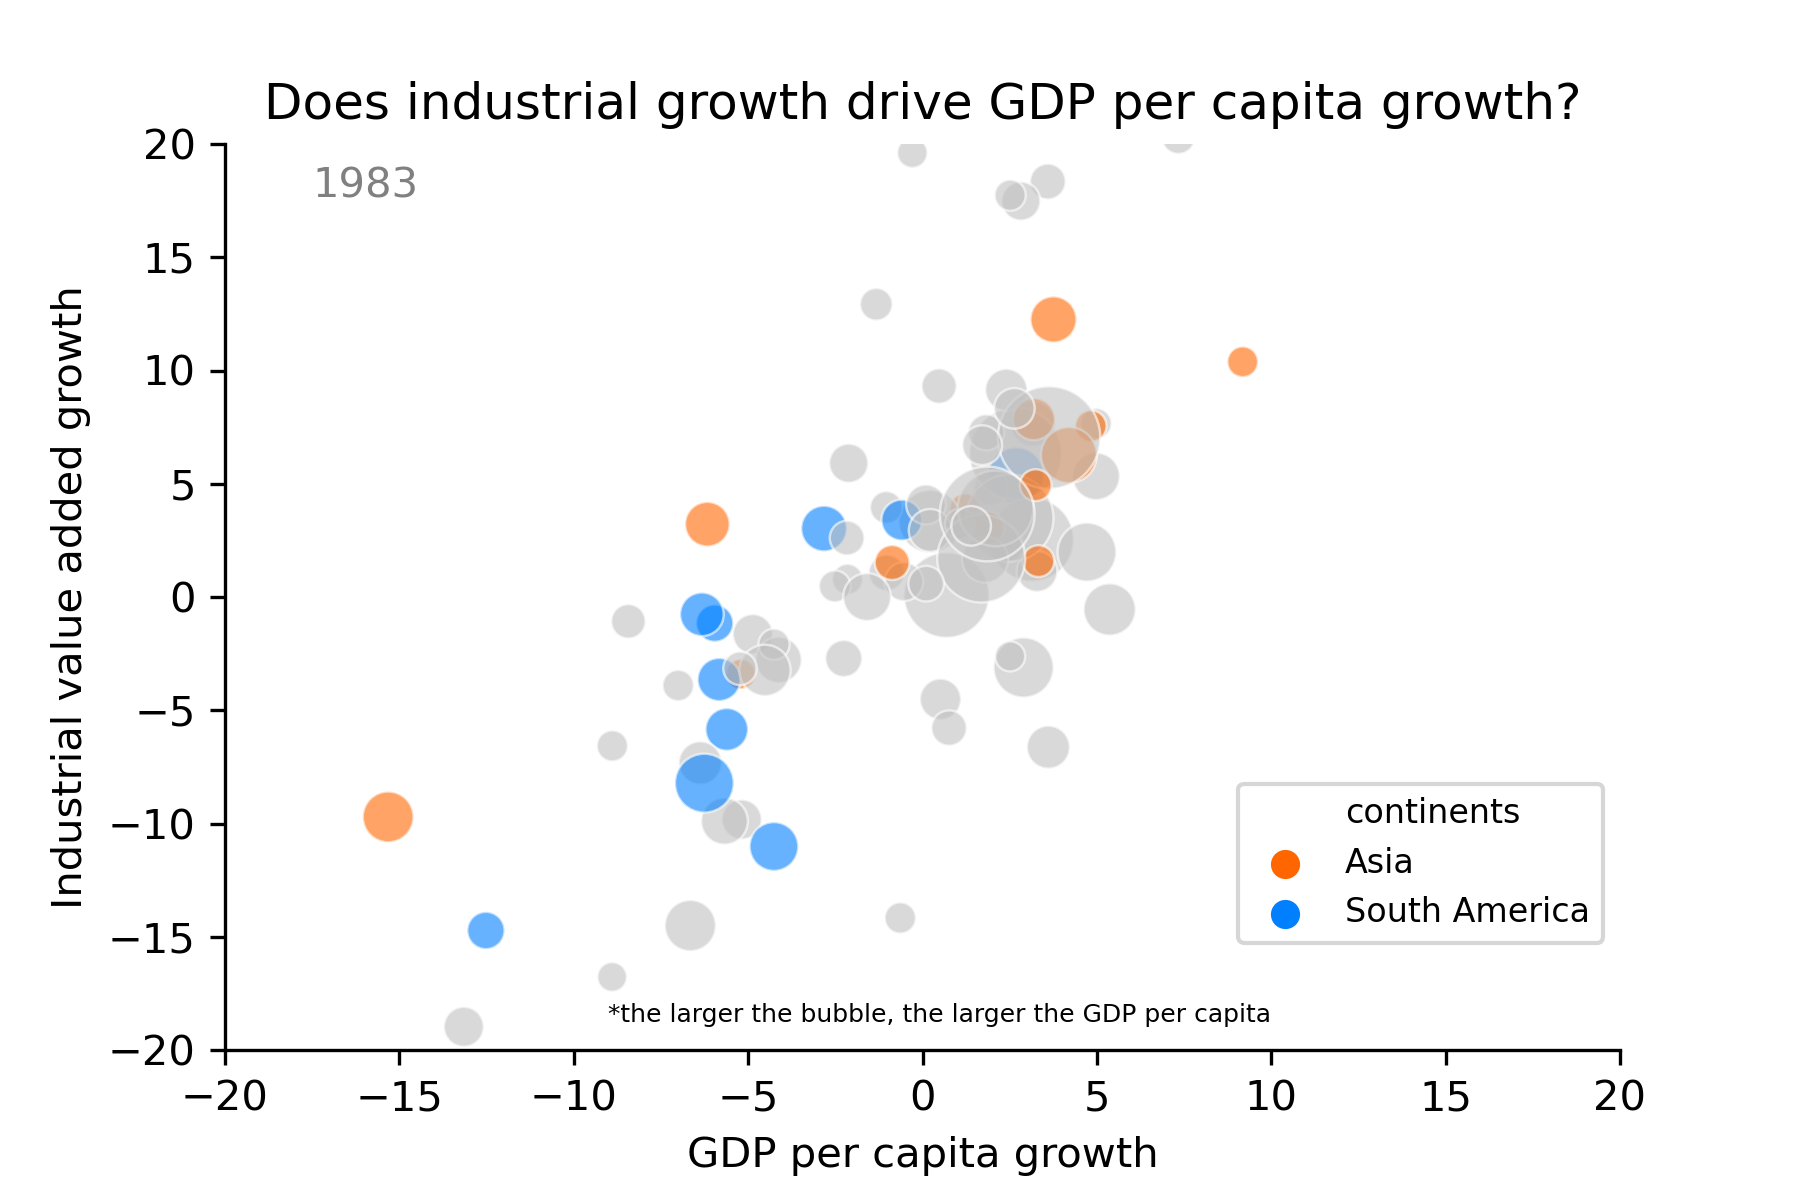 Does industrial growth drive GDP per capita growth?
1983
20
15
10
5
0
−5
−10
−15
−20
Industrial value added growth
continents
Asia
South America
*the larger the bubble, the larger the GDP per capita
−20 −15 −10 −5 0 5 10 15 20
GDP per capita growth